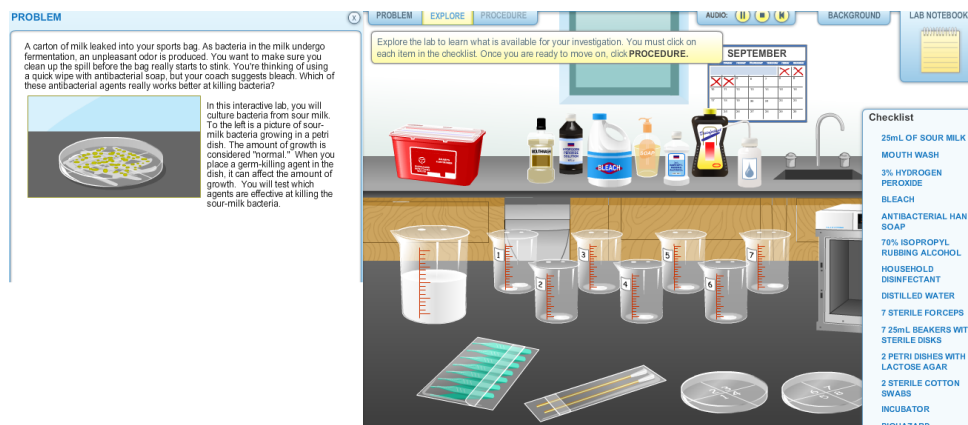 PROBLEM
X
A carton of milk leaked into your sports bag. As bacteria in the milk undergo
fermentation, an unpleasant odor is produced. You want to make sure you
clean up the spill before the bag really starts to stink. You're thinking of using
a quick wipe with antibacterial soap, but your coach suggests bleach. Which of
these antibacterial agents really works better at killing bacteria?
In this interactive lab, you will
culture bacteria from sour milk.
To the left is a picture of sour-
milk bacteria growing in a petri
dish. The amount of growth is
considered "normal." When you
place a germ-killing agent in the
dish, it can affect the amount of
growth. You will test which
agents are effective at killing the
sour-milk bacteria.
PROBLEM
EXPLORE
PROCEDURE
AUDIO:
BACKGROUND
LAB NOTEBOOK
Explore the lab to learn what is available for your investigation. You must click on
each item in the checklist. Once you are ready to move on, click PROCEDURE.
SEPTEMBER
MOUTHWASH
BLEACH
SOAP
1
2
3
4
5
6
7
Checklist
25mL OF SOUR MILK
MOUTH WASH
3% HYDROGEN
PEROXIDE
BLEACH
ANTIBACTERIAL HAN
SOAP
70% ISOPROPYL
RUBBING ALCOHOL
HOUSEHOLD
DISINFECTANT
DISTILLED WATER
7 STERILE FORCEPS
7 25mL BEAKERS WIT
STERILE DISKS
2 PETRI DISHES WITH
LACTOSE AGAR
2 STERILE COTTON
SWABS
INCUBATOR